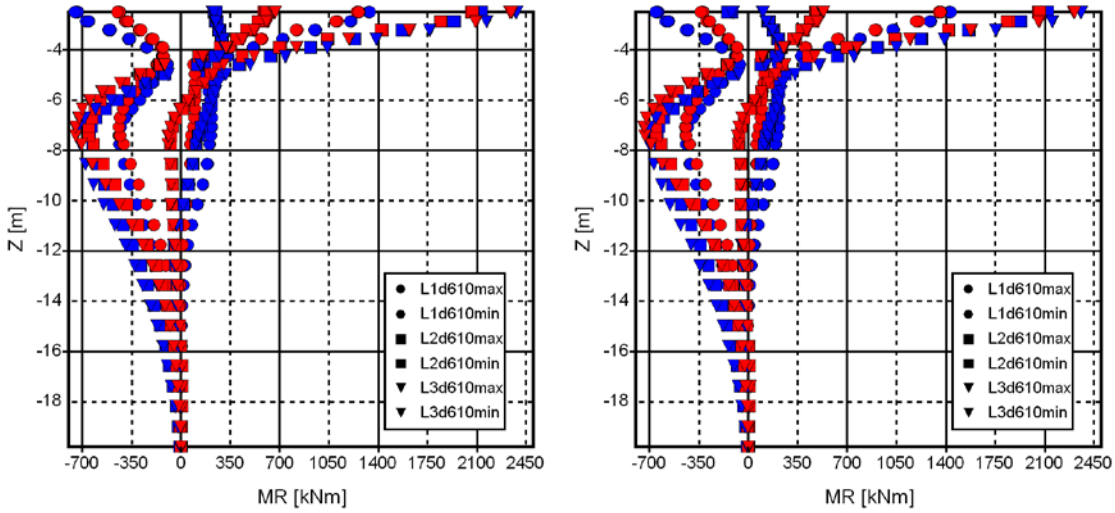 -4
-6
-8
-10
-12
-14
-16
-18
Z [m]
-700 -350 0 350 700 1050 1400 1750 2100 2450
MR [kNm]
L1d610max
L1d610min
L2d610max
L2d610min
L3d610max
L3d610min
-4
-6
-8
-10
-12
-14
-16
-18
Z [m]
-700 -350 0 350 700 1050 1400 1750 2100 2450
MR [kNm]
L1d610max
L1d610min
L2d610max
L2d610min
L3d610max
L3d610min